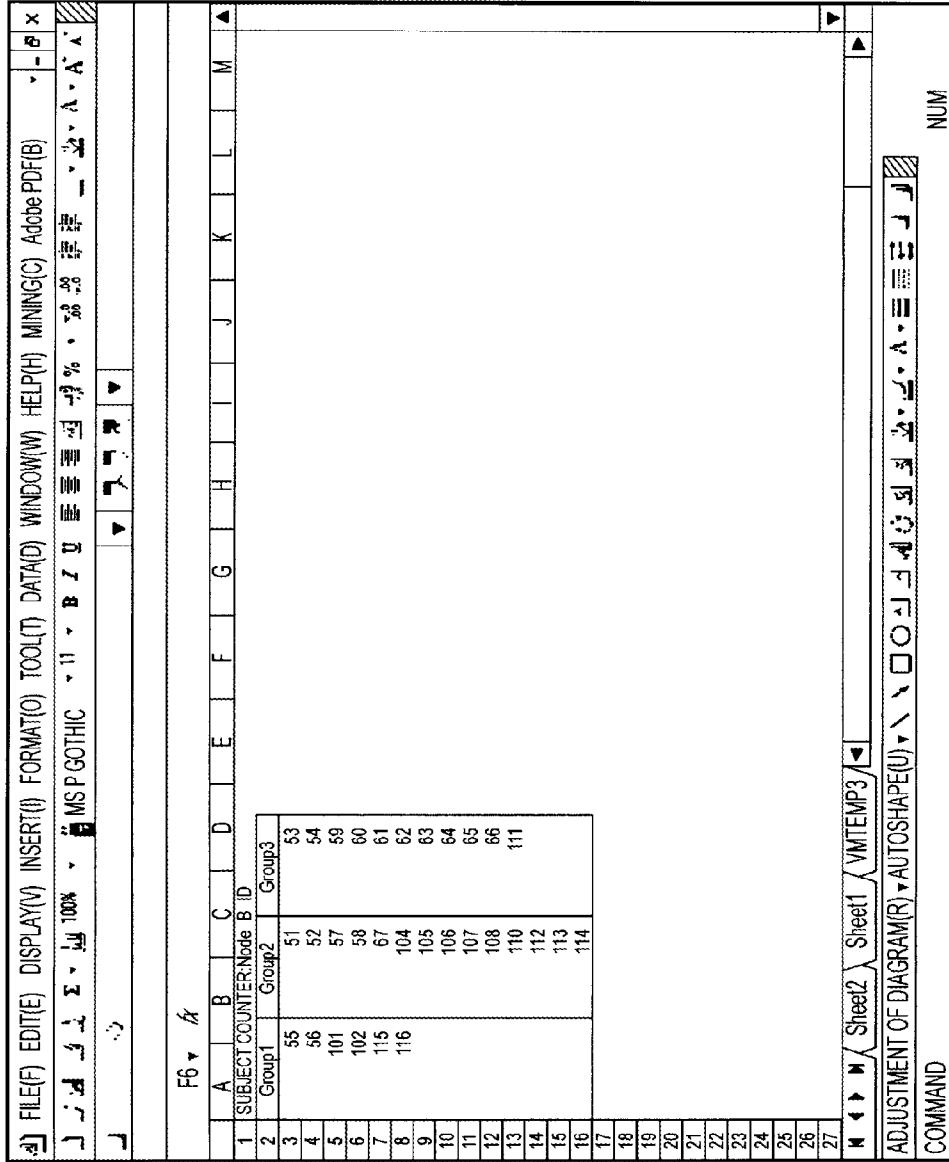 FILE(F) EDIT(E) DISPLAY(V) INSERT(I) FORMAT(O) TOOL(T) DATA(D) WINDOW(W) HELP(H) MINING(C) Adobe PDF(B)
Σ 100% MS P GOTHIC 11 B I U % A A A
F6 fx
A B C D E F G H I J K L M
1 SUBJECT COUNTER:Node B ID
2 Group1 Group2 Group3
3 55 51 53
4 56 52 54
5 101 57 59
6 102 58 60
7 115 67 61
8 116 104 62
9 105 63
10 106 64
11 107 65
12 108 66
13 110 111
14 112
15 113
16 114
17
18
19
20
21
22
23
24
25
26
27
Sheet2 Sheet1 VMTEMP3
ADJUSTMENT OF DIAGRAM(R) AUTOSHAPE(U) A
COMMAND NUM